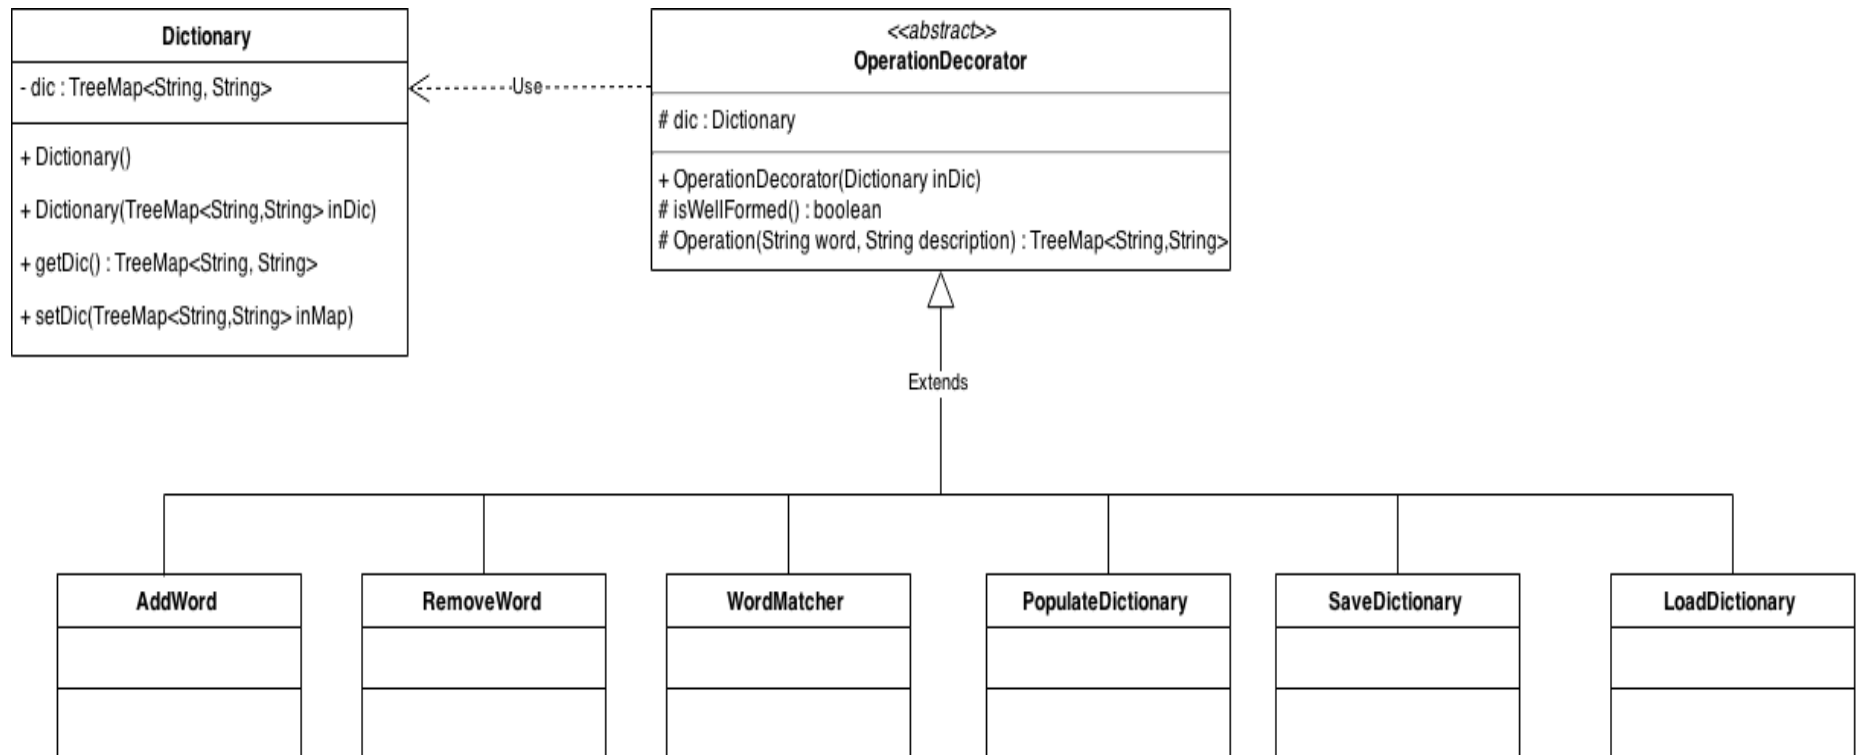 Dictionary
- dic : TreeMap<String, String>
+ Dictionary()
+ Dictionary(TreeMap<String,String> inDic)
+ getDic() : TreeMap<String, String>
+ setDic(TreeMap<String,String> inMap)
Use
<<abstract>>
OperationDecorator
# dic : Dictionary
+ OperationDecorator(Dictionary inDic)
# isWellFormed() : boolean
# Operation(String word, String description) : TreeMap<String,String>
Extends
AddWord
RemoveWord
WordMatcher
PopulateDictionary
SaveDictionary
LoadDictionary